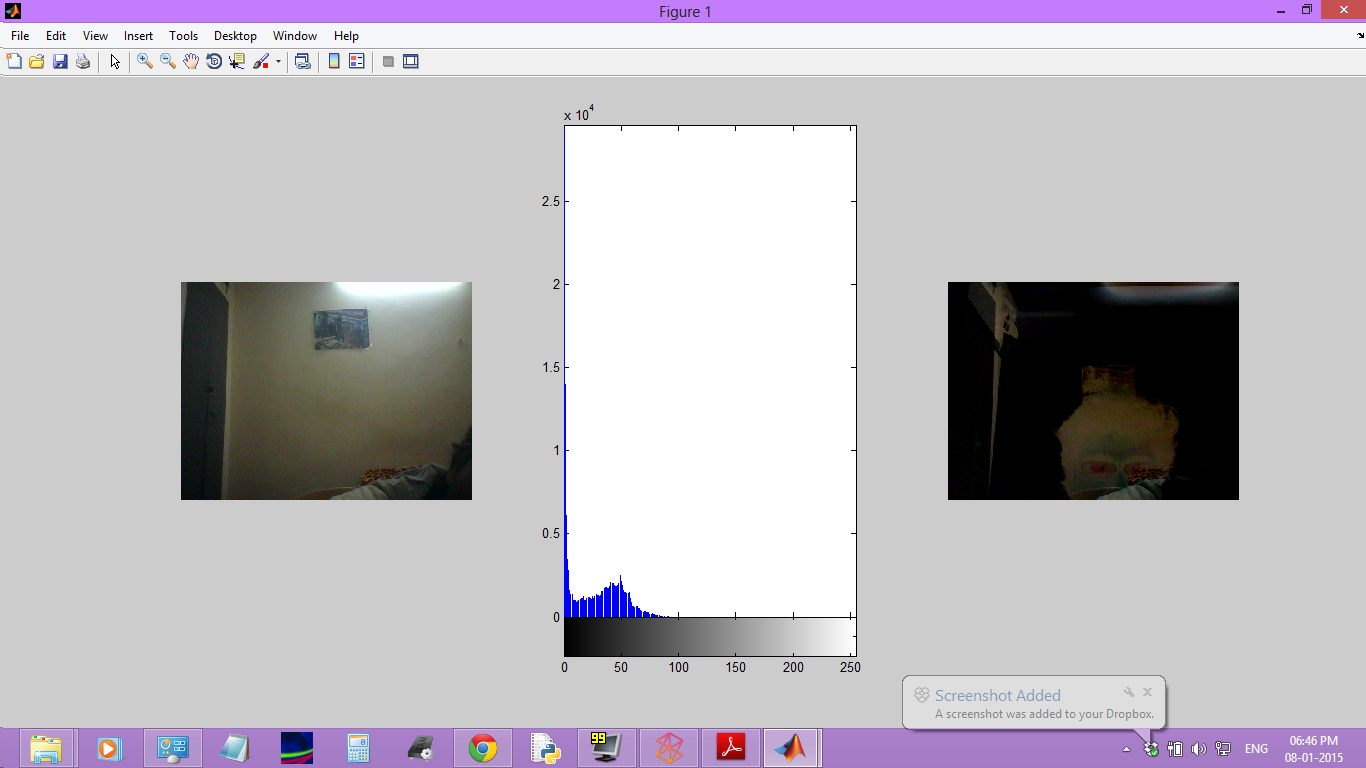 Figure 1
File Edit View Insert Tools Desktop Window Help
x 10^4
2.5
2
1.5
1
0.5
0
0 50 100 150 200 250
Screenshot Added
A screenshot was added to your Dropbox.
99
ENG
06:46 PM
08-01-2015